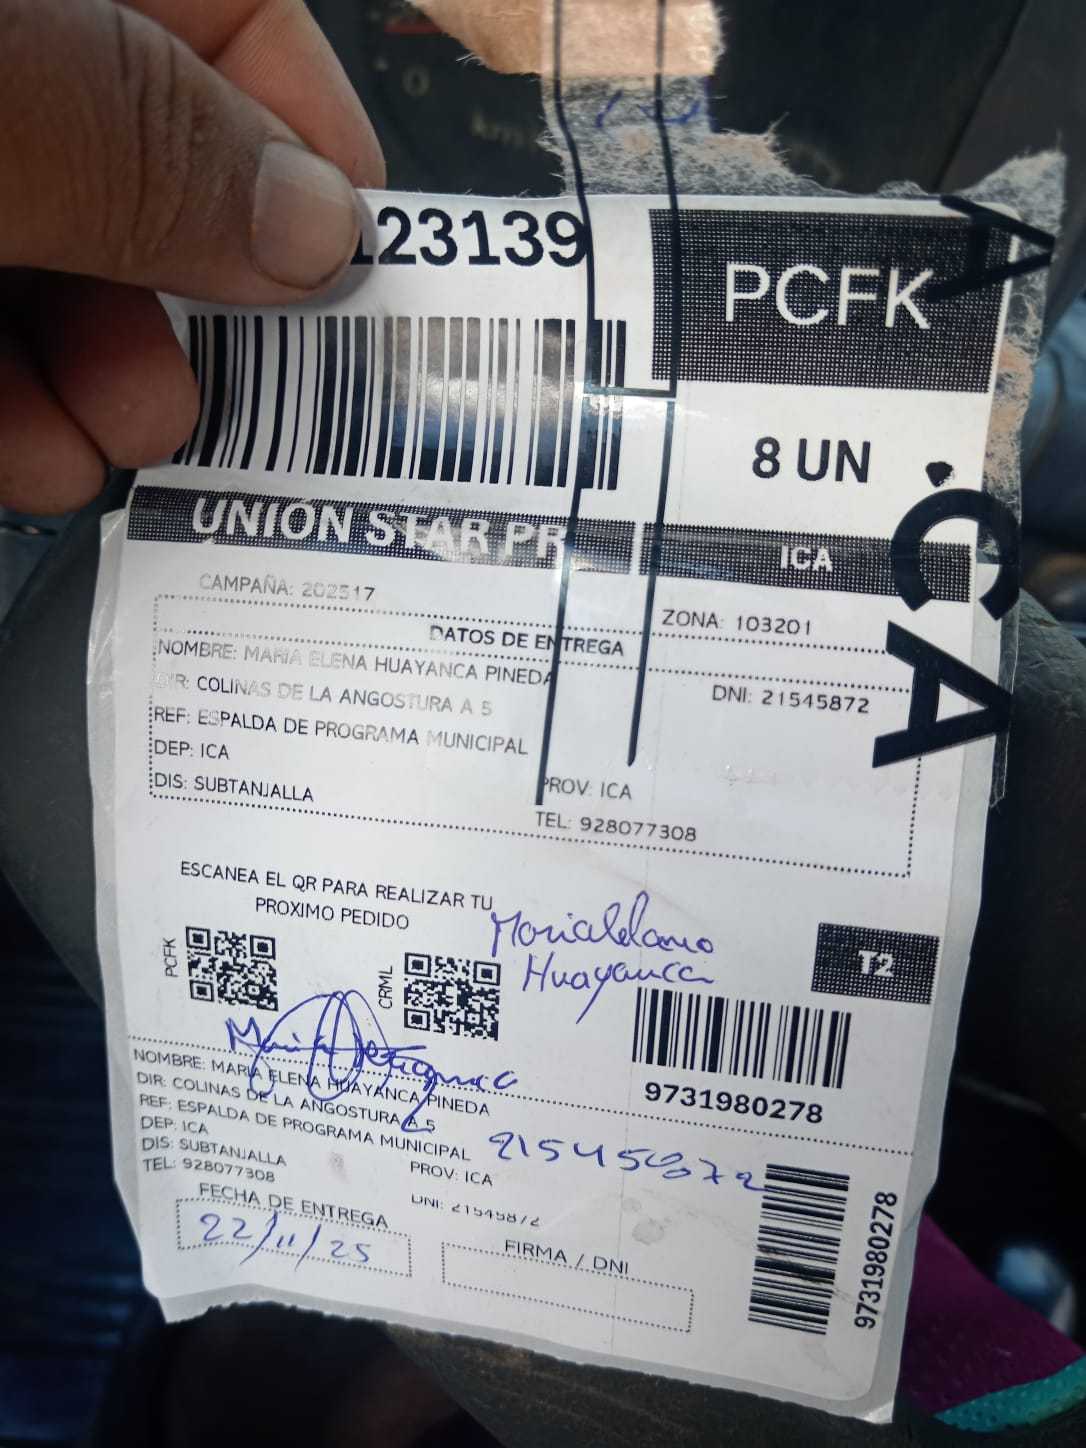 123139
PCFK
8 UN
UNIÓN STAR PR
ICA
CAMPAÑA: 202517
ZONA: 103201
DATOS DE ENTREGA
NOMBRE: MARIA ELENA HUAYANCA PINEDA
DNI: 21545872
DIR: COLINAS DE LA ANGOSTURA A 5
REF: ESPALDA DE PROGRAMA MUNICIPAL
DEP: ICA
PROV: ICA
DIS: SUBTANJALLA
TEL: 928077308
CA
ESCANEA EL QR PARA REALIZAR TU
PROXIMO PEDIDO
PCFK
CRML
Huayanca
T2
9731980278
NOMBRE: MARIA ELENA HUAYANCA PINEDA
DIR: COLINAS DE LA ANGOSTURA A 5
REF: ESPALDA DE PROGRAMA MUNICIPAL
DEP: ICA
PROV: ICA
DIS: SUBTANJALLA
TEL: 928077308
DNI: 21545872
21545872
9731980278
FECHA DE ENTREGA
22/11/25
FIRMA / DNI